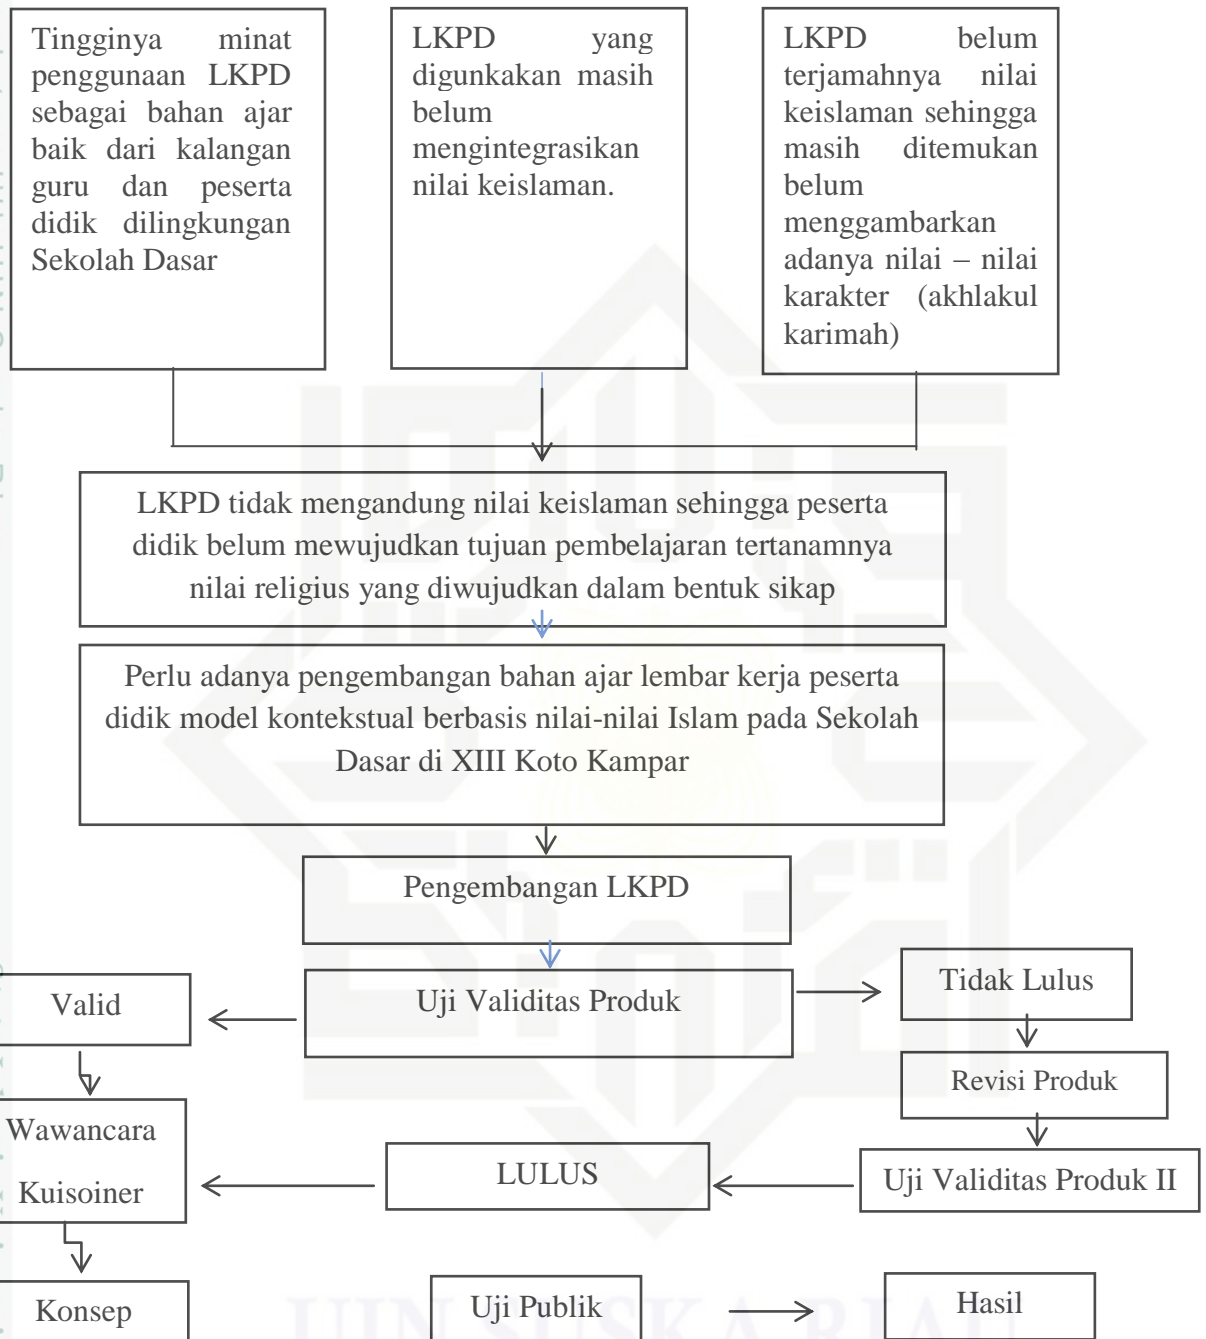 Tingginya minat
penggunaan LKPD
sebagai bahan ajar
baik dari kalangan
guru dan peserta
didik dilingkungan
Sekolah Dasar
LKPD yang
digunkakan masih
belum
mengintegrasikan
nilai keislaman.
LKPD belum
terjamahnya nilai
keislaman sehingga
masih ditemukan
belum
menggambarkan
adanya nilai – nilai
karakter (akhlakul
karimah)
LKPD tidak mengandung nilai keislaman sehingga peserta
didik belum mewujudkan tujuan pembelajaran tertanamnya
nilai religius yang diwujudkan dalam bentuk sikap
Perlu adanya pengembangan bahan ajar lembar kerja peserta
didik model kontekstual berbasis nilai-nilai Islam pada Sekolah
Dasar di XIII Koto Kampar
Pengembangan LKPD
Valid
Uji Validitas Produk
Tidak Lulus
Revisi Produk
Wawancara
Kuisoiner
LULUS
Uji Validitas Produk II
Konsep
Uji Publik
Hasil
UIN SUSKA RIAU